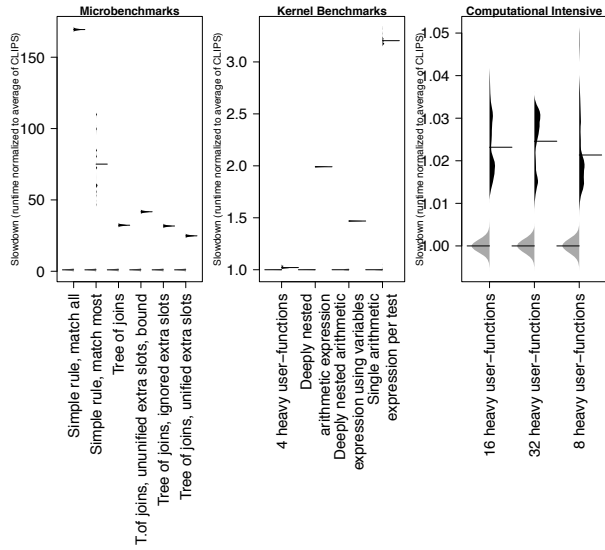 Microbenchmarks
Slowdown (runtime normalized to average of CLIPS)
150
100
50
0
Simple rule, match all
Simple rule, match most
Tree of joins
T.of joins, ununified extra slots, bound
Tree of joins, ignored extra slots
Tree of joins, unified extra slots
Kernel Benchmarks
Slowdown (runtime normalized to average of CLIPS)
3.0
2.5
2.0
1.5
1.0
4 heavy user−functions
Deeply nested
arithmetic expression
Deeply nested arithmetic
expression using variables
Single arithmetic
expression per test
Computational Intensive
Slowdown (runtime normalized to average of CLIPS)
1.05
1.04
1.02
1.00
16 heavy user−functions
32 heavy user−functions
8 heavy user−functions